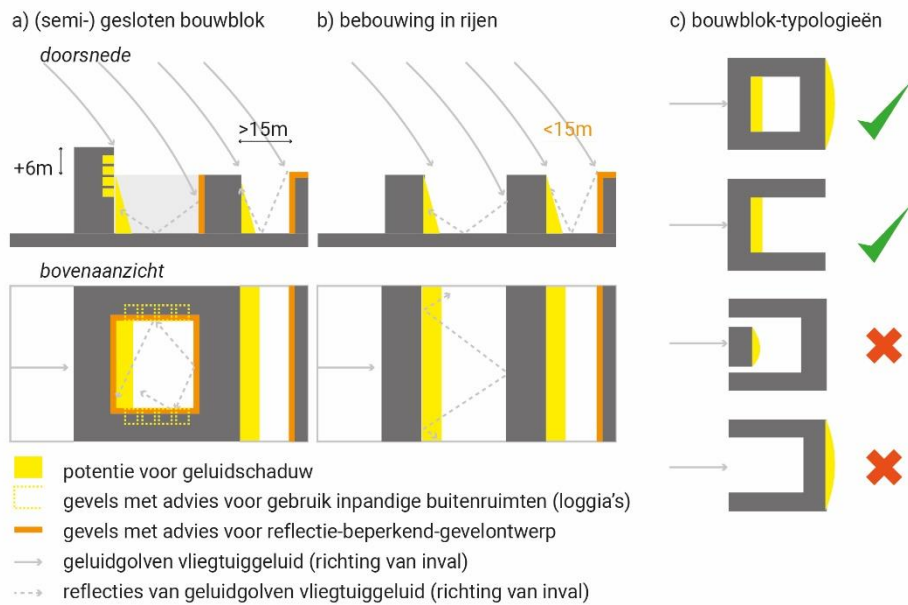 a) (semi-) gesloten bouwblok
b) bebouwing in rijen
c) bouwblok-typologieën
doorsnede
>15m
<15m
+6m
bovenaanzicht
potentie voor geluidschaduw
gevels met advies voor gebruik inpandige buitenruimten (loggia's)
gevels met advies voor reflectie-beperkend-gevelontwerp
geluidgolven vliegtuiggeluid (richting van inval)
reflecties van geluidgolven vliegtuiggeluid (richting van inval)